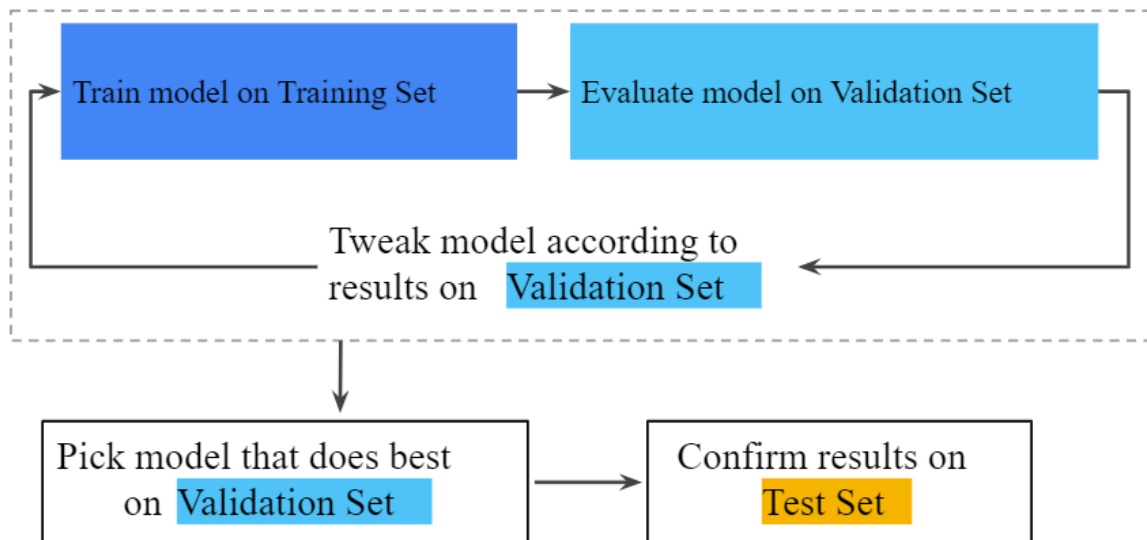 Train model on Training Set
Evaluate model on Validation Set
Tweak model according to
results on Validation Set
Pick model that does best
on Validation Set
Confirm results on
Test Set